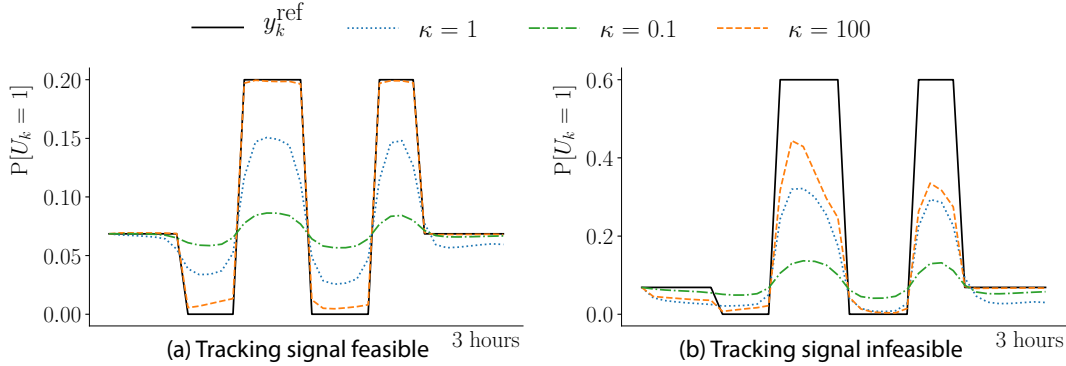 y_k^ref κ = 1 κ = 0.1 κ = 100
P[U_k = 1]
0.20
0.15
0.10
0.05
0.00
3 hours
(a) Tracking signal feasible
P[U_k = 1]
0.6
0.4
0.2
0.0
3 hours
(b) Tracking signal infeasible